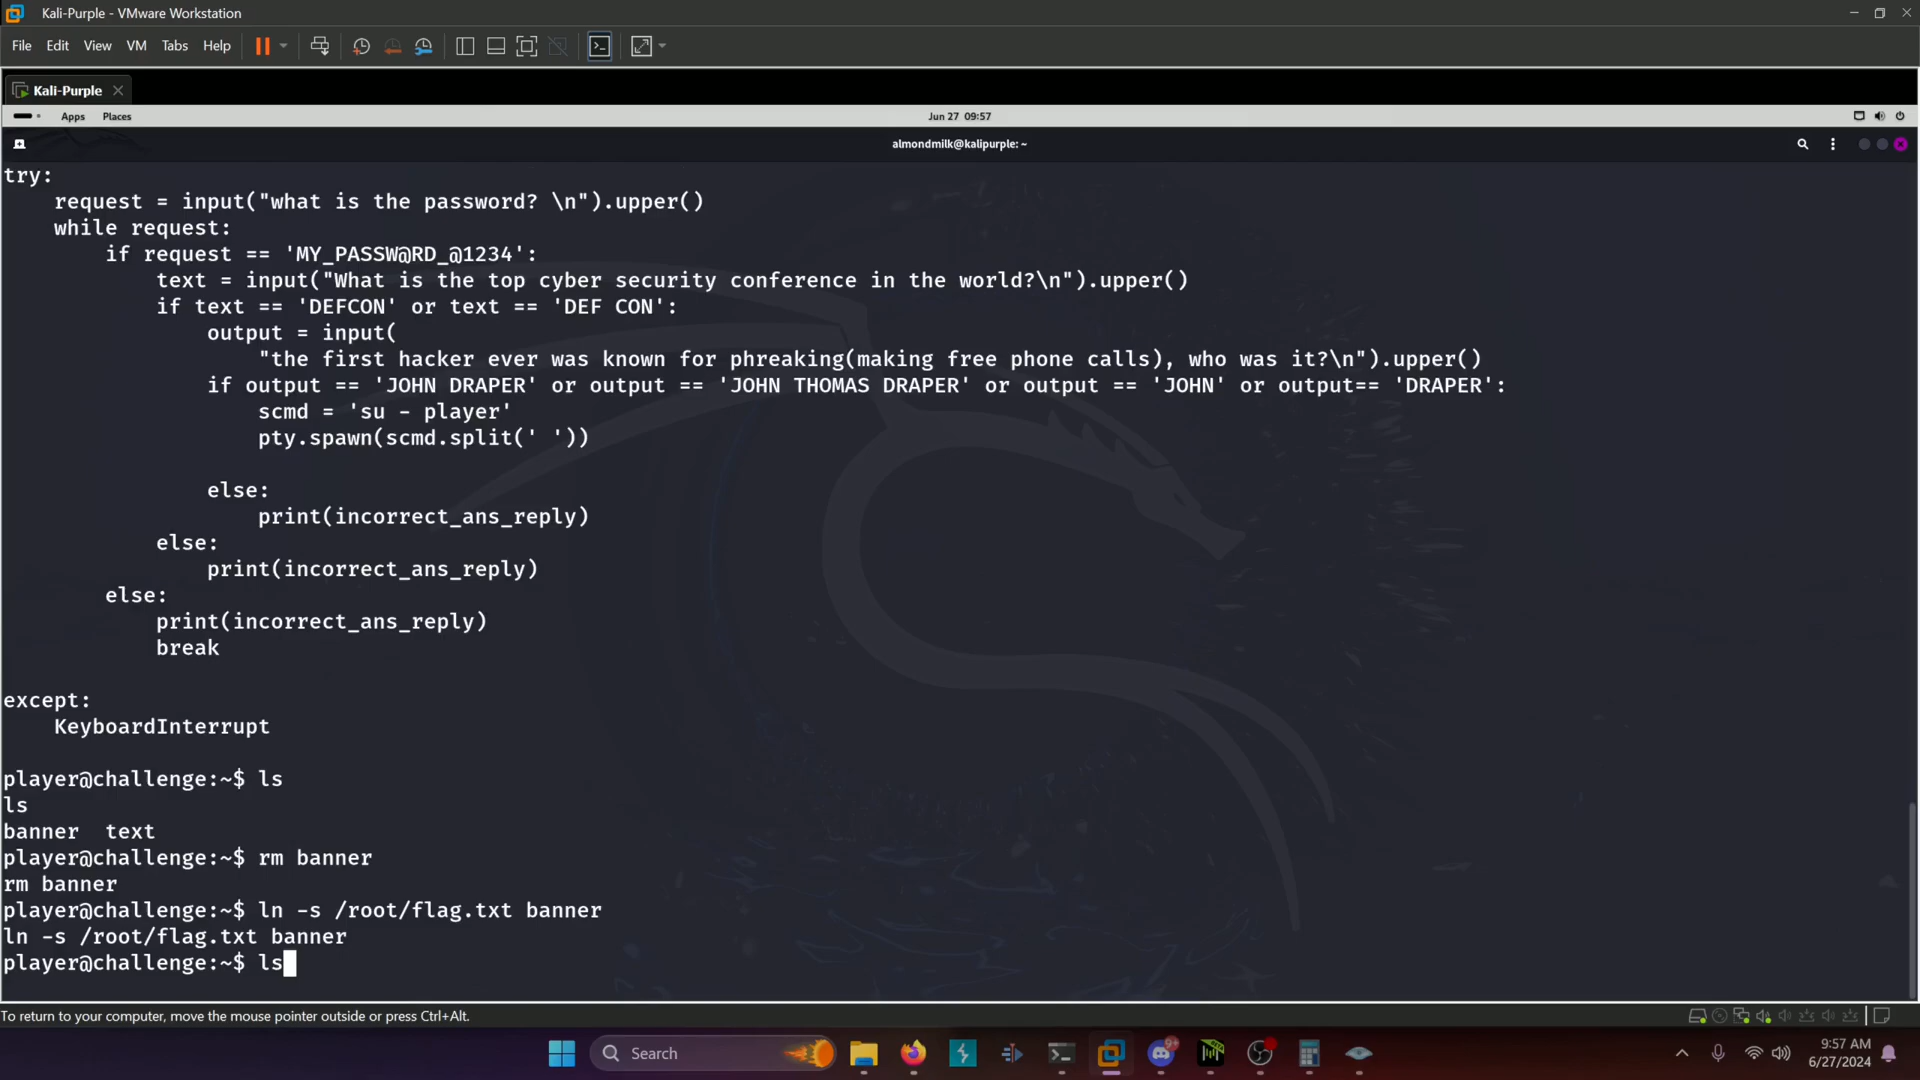 Kali-Purple - VMware Workstation
File Edit View VM Tabs Help
Kali-Purple
Apps Places Jun 27 09:57
almondmilk@kalipurple: ~
try:
    request = input("what is the password? \n").upper()
    while request:
        if request == 'MY_PASSW@RD_@1234':
            text = input("What is the top cyber security conference in the world?\n").upper()
            if text == 'DEFCON' or text == 'DEF CON':
                output = input(
                    "the first hacker ever was known for phreaking(making free phone calls), who was it?\n").upper()
                if output == 'JOHN DRAPER' or output == 'JOHN THOMAS DRAPER' or output == 'JOHN' or output== 'DRAPER':
                    scmd = 'su - player'
                    pty.spawn(scmd.split(' '))
                else:
                    print(incorrect_ans_reply)
            else:
                print(incorrect_ans_reply)
        else:
            print(incorrect_ans_reply)
            break
except:
    KeyboardInterrupt
player@challenge:~$ ls
ls
banner  text
player@challenge:~$ rm banner
rm banner
player@challenge:~$ ln -s /root/flag.txt banner
ln -s /root/flag.txt banner
player@challenge:~$ ls
To return to your computer, move the mouse pointer outside or press Ctrl+Alt.
Search
9:57 AM
6/27/2024